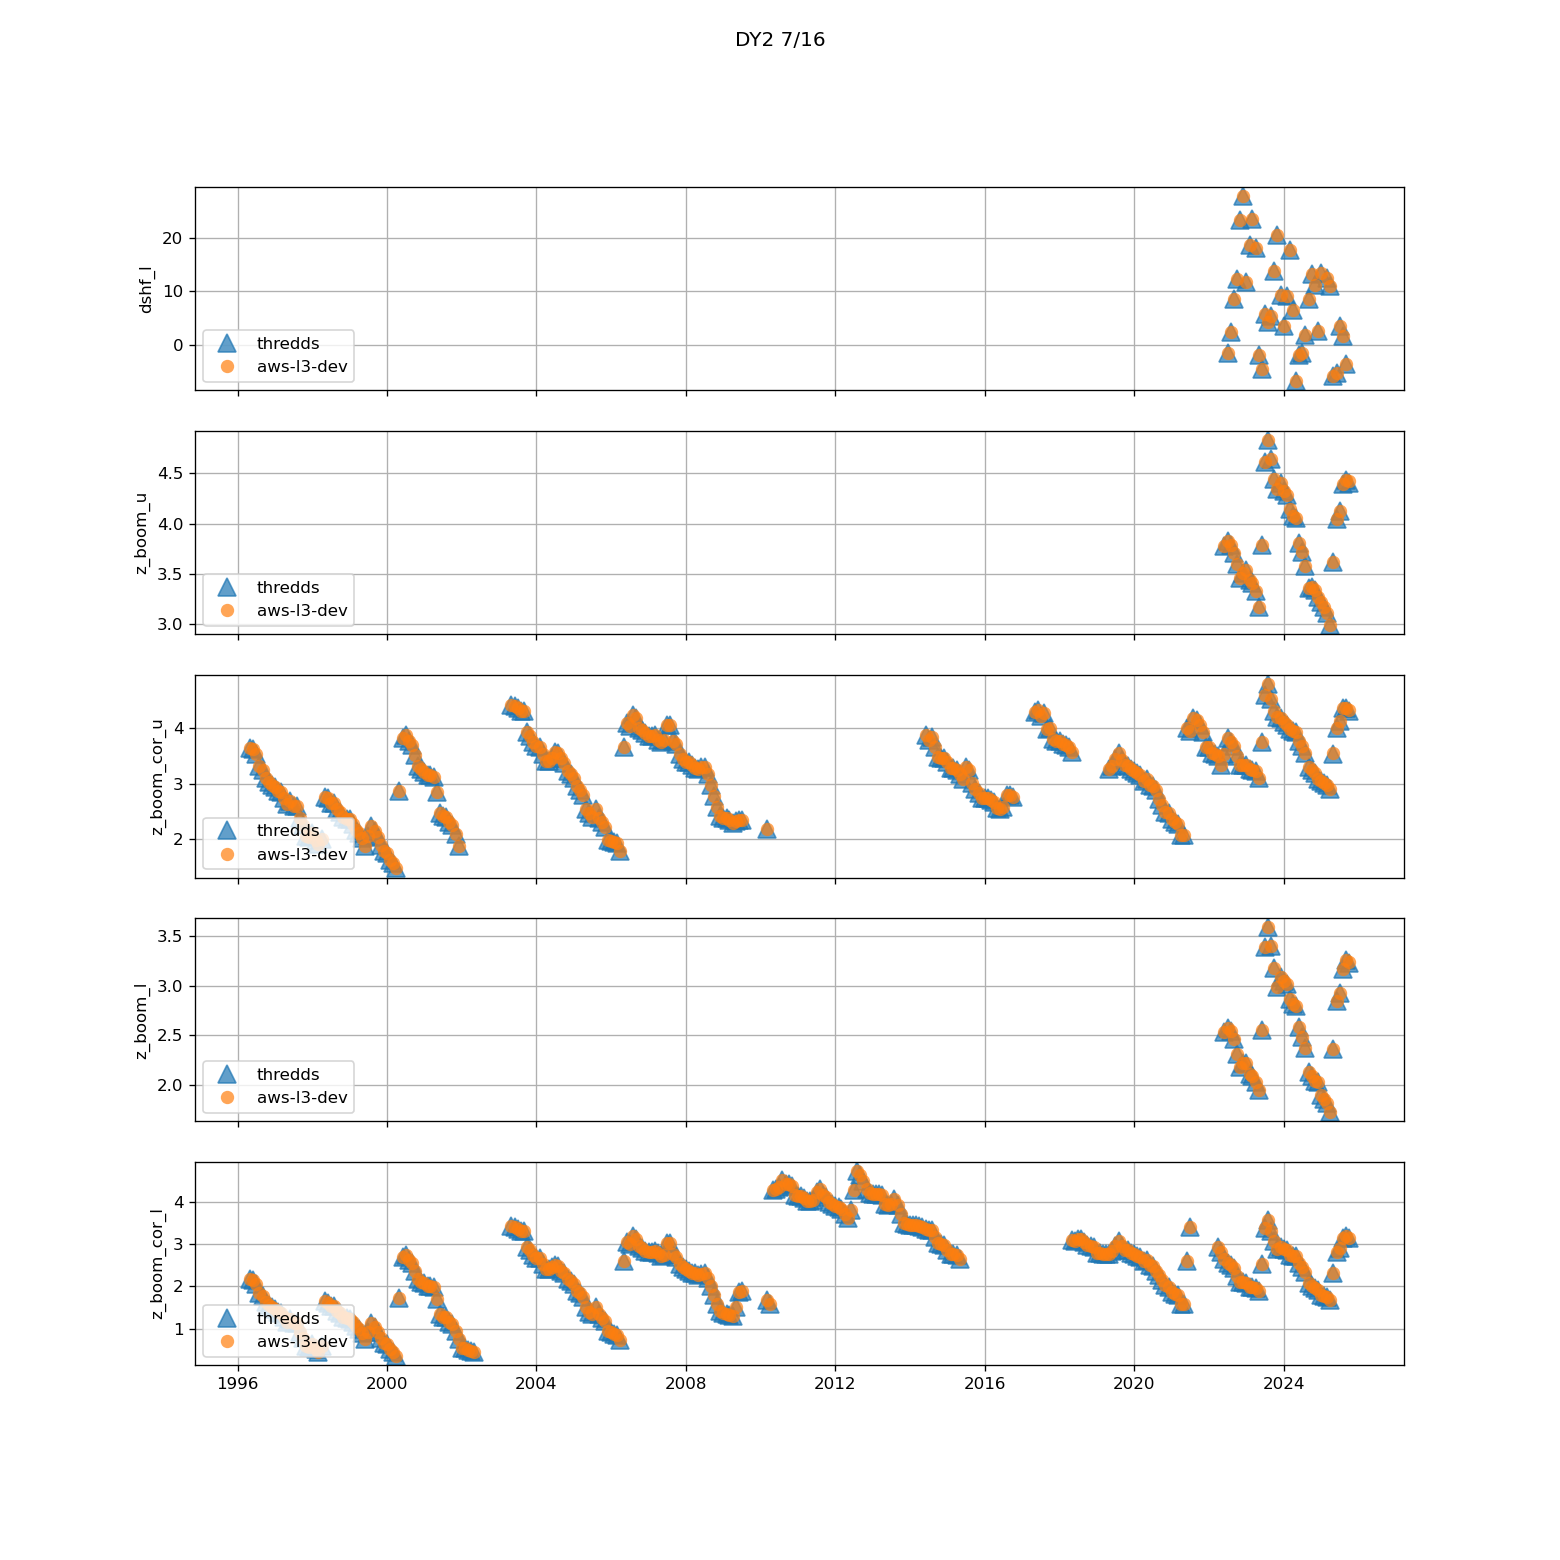 DY2 7/16
dshf_l
20
10
0
thredds
aws-l3-dev
z_boom_u
4.5
4.0
3.5
3.0
thredds
aws-l3-dev
z_boom_cor_u
4
3
2
thredds
aws-l3-dev
z_boom_l
3.5
3.0
2.5
2.0
thredds
aws-l3-dev
z_boom_cor_l
4
3
2
1
thredds
aws-l3-dev
1996 2000 2004 2008 2012 2016 2020 2024